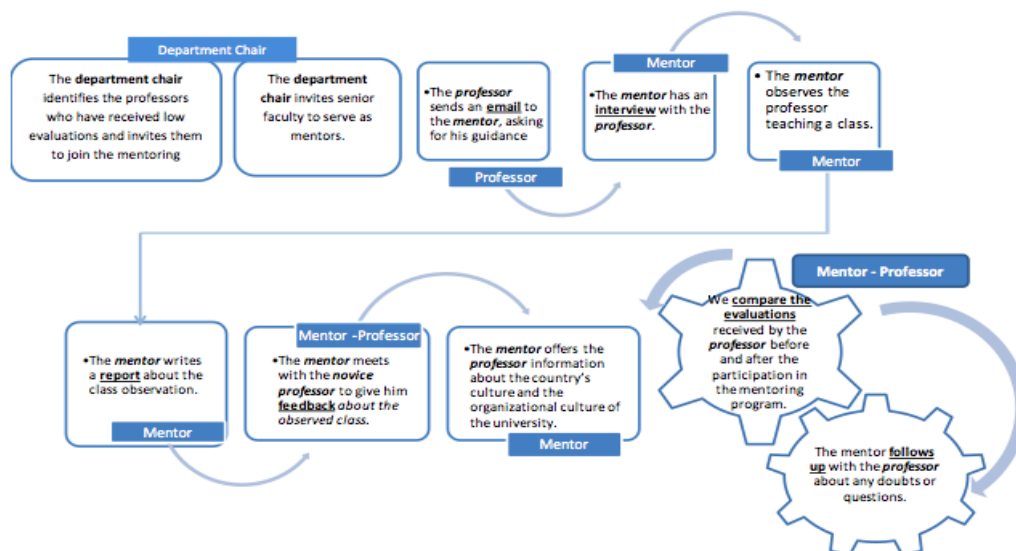 Department Chair
The department chair
identifies the professors
who have received low
evaluations and invites them
to join the mentoring
The department
chair invites senior
faculty to serve as
mentors.
•The professor
sends an email to
the mentor, asking
for his guidance
Professor
Mentor
•The mentor has an
interview with the
professor.
• The mentor
observes the
professor
teaching a class.
Mentor
•The mentor writes
a report about the
class observation.
Mentor
Mentor -Professor
•The mentor meets
with the novice
professor to give him
feedback about the
observed class.
•The mentor offers the
professor information
about the country's
culture and the
organizational culture of
the university.
Mentor
Mentor - Professor
We compare the
evaluations
received by the
professor before
and after the
participation in
the mentoring
program.
The mentor follows
up with the professor
about any doubts or
questions.